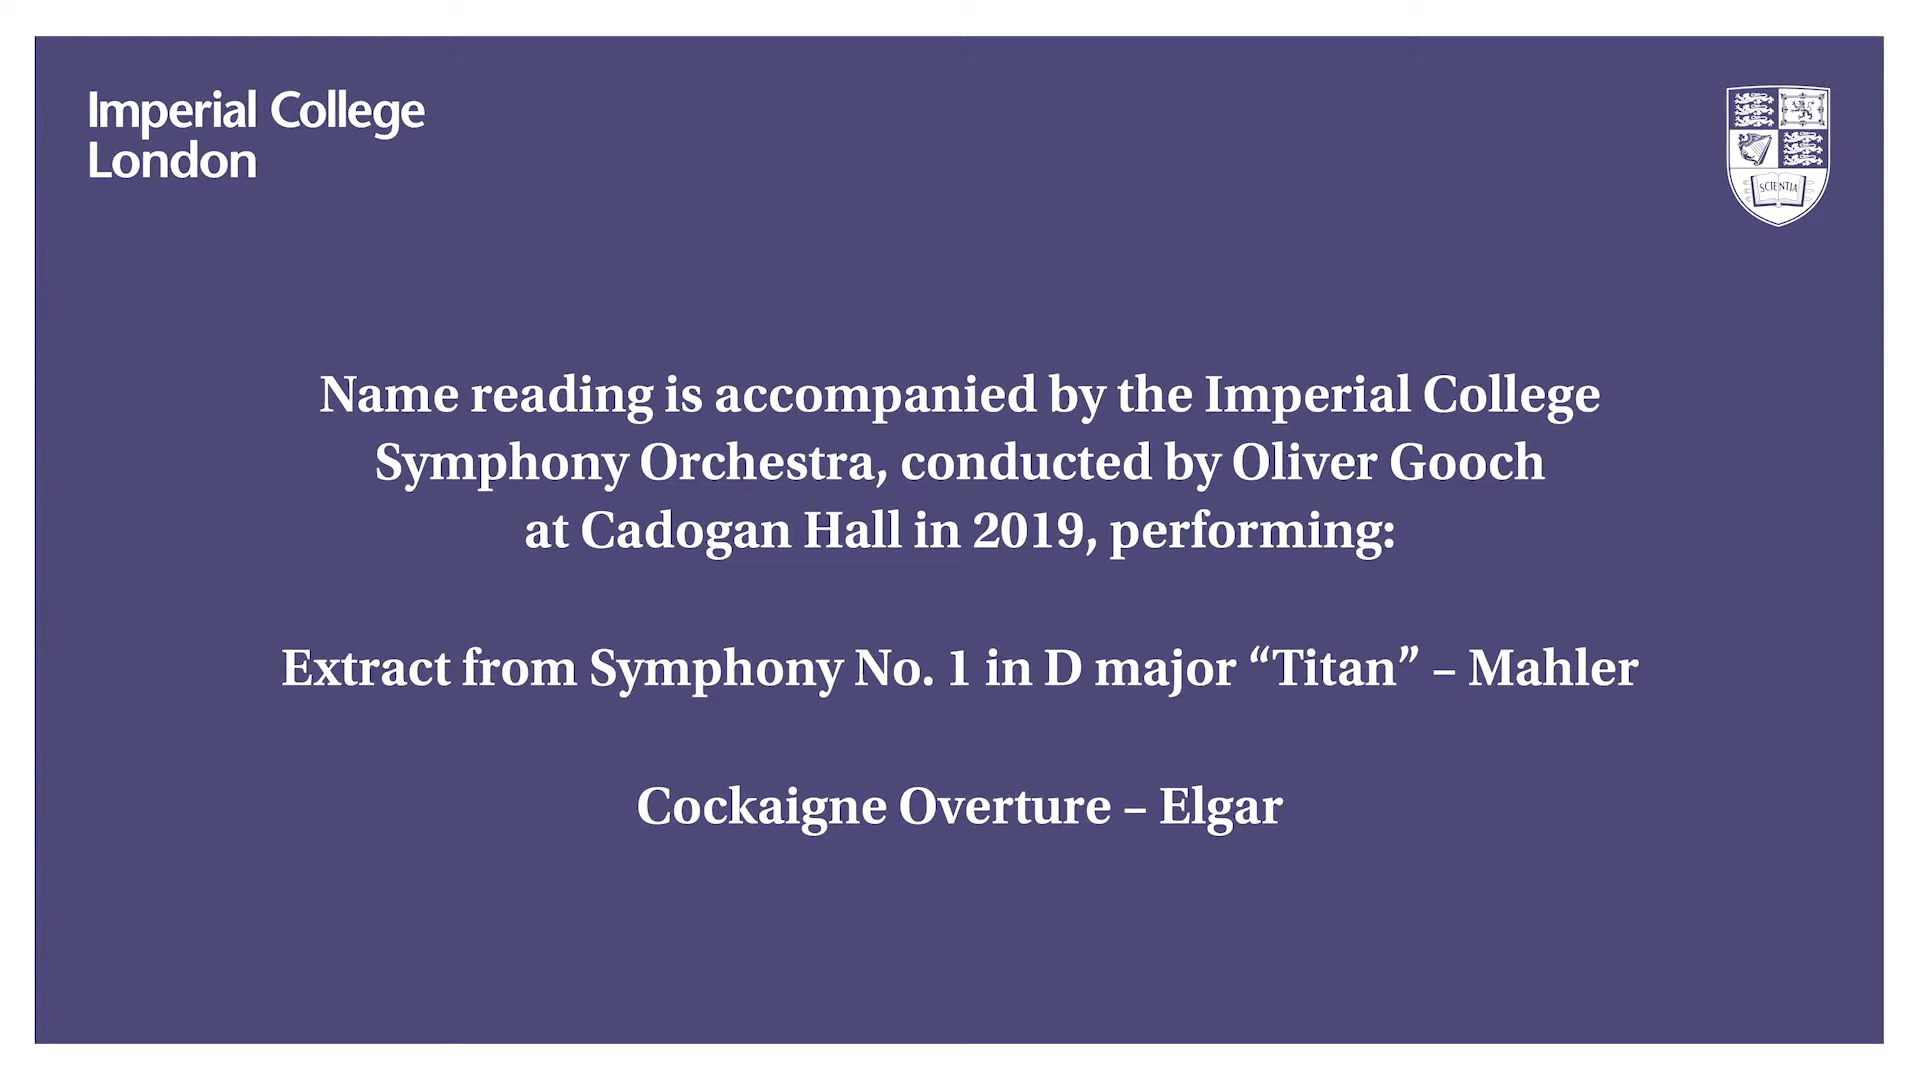 Imperial College
London
SCIENTIA
Name reading is accompanied by the Imperial College
Symphony Orchestra, conducted by Oliver Gooch
at Cadogan Hall in 2019, performing:
Extract from Symphony No. 1 in D major “Titan” – Mahler
Cockaigne Overture – Elgar